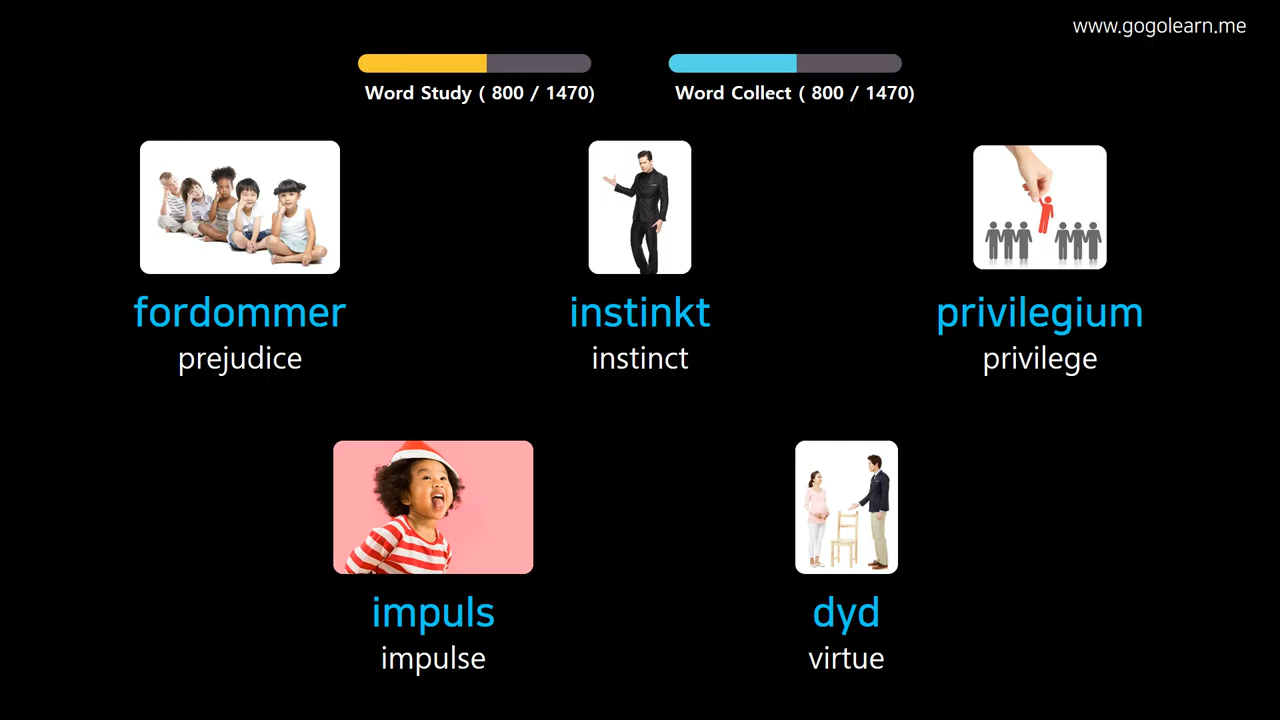 www.gogolearn.me
Word Study ( 800 / 1470)
Word Collect ( 800 / 1470)
fordommer
prejudice
instinkt
instinct
privilegium
privilege
impuls
impulse
dyd
virtue